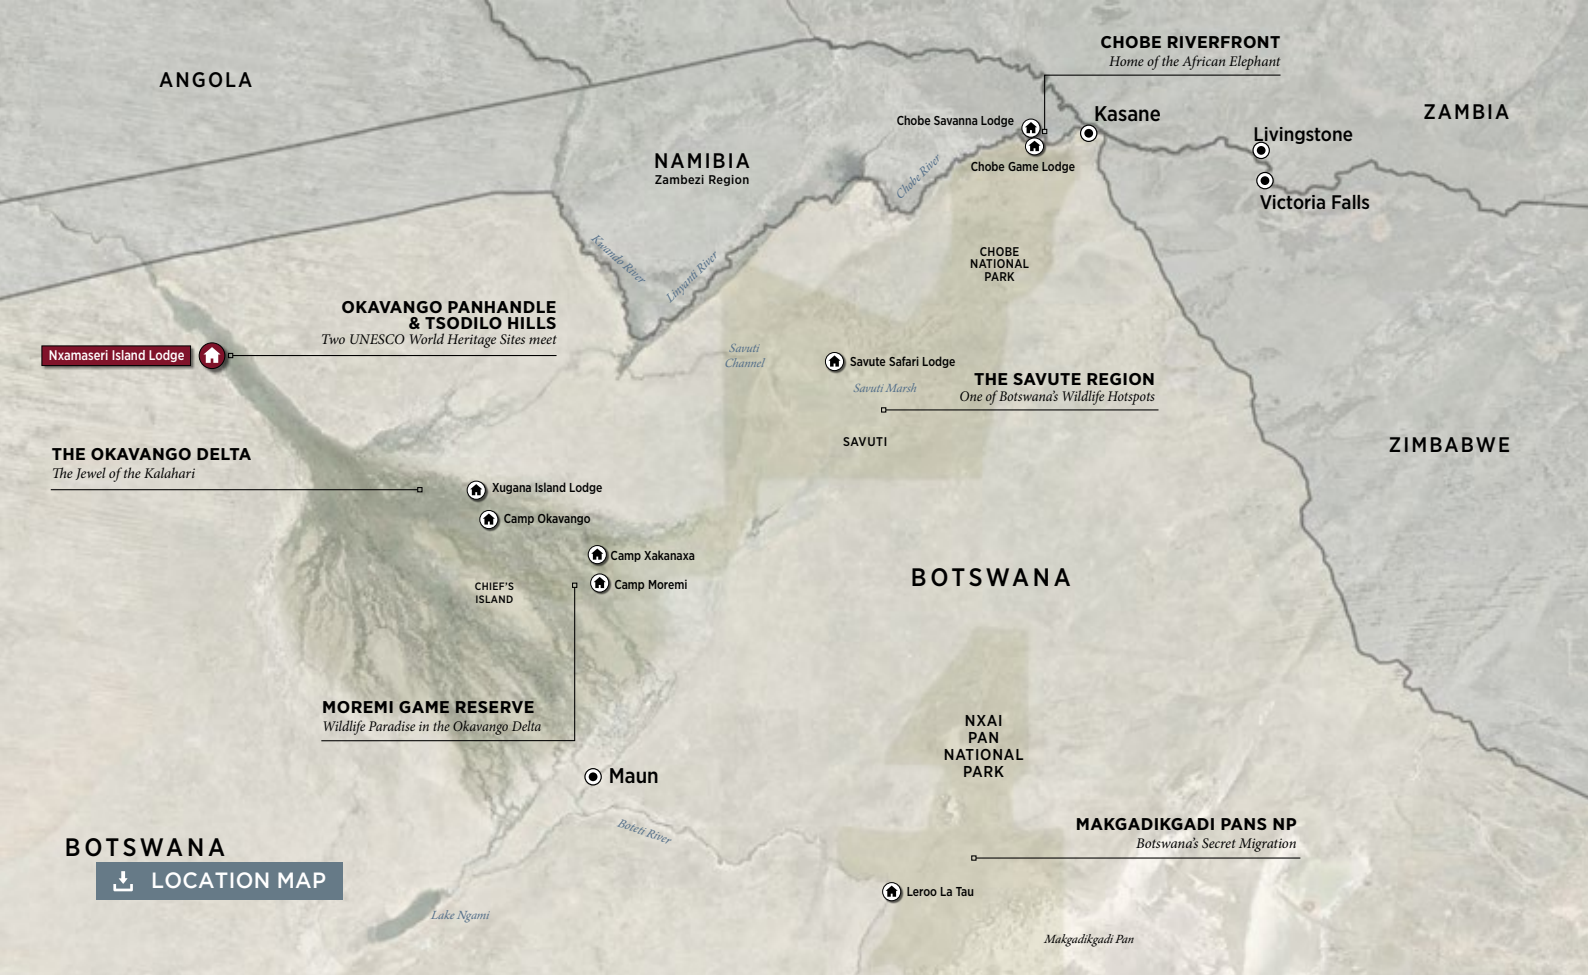 CHOBE RIVERFRONT
Home of the African Elephant
ANGOLA
ZAMBIA
Kasane
Chobe Savanna Lodge
Livingstone
NAMIBIA
Zambezi Region
Chobe Game Lodge
Chobe River
Victoria Falls
CHOBE
NATIONAL
PARK
Kwando River
Linyanti River
OKAVANGO PANHANDLE
& TSODILO HILLS
Two UNESCO World Heritage Sites meet
Nxamaseri Island Lodge
Savuti
Channel
Savute Safari Lodge
Savuti Marsh
THE SAVUTE REGION
One of Botswana's Wildlife Hotspots
SAVUTI
ZIMBABWE
THE OKAVANGO DELTA
The Jewel of the Kalahari
Xugana Island Lodge
Camp Okavango
Camp Xakanaxa
Camp Moremi
CHIEF'S
ISLAND
BOTSWANA
MOREMI GAME RESERVE
Wildlife Paradise in the Okavango Delta
NXAI
PAN
NATIONAL
PARK
Maun
Boteti River
MAKGADIKGADI PANS NP
Botswana's Secret Migration
BOTSWANA
LOCATION MAP
Leroo La Tau
Lake Ngami
Makgadikgadi Pan